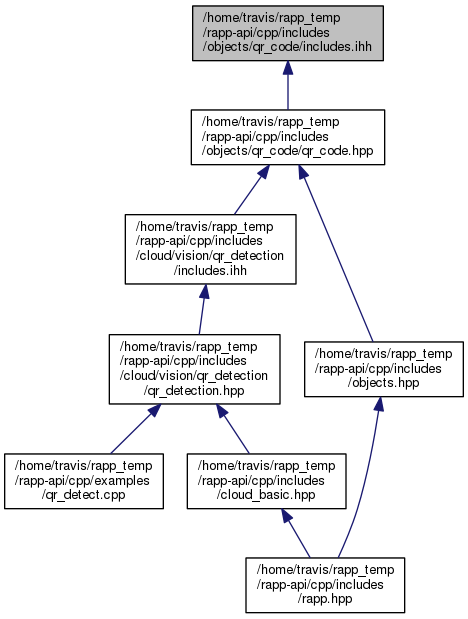 /home/travis/rapp_temp
/rapp-api/cpp/includes
/objects/qr_code/includes.ihh
/home/travis/rapp_temp
/rapp-api/cpp/includes
/objects/qr_code/qr_code.hpp
/home/travis/rapp_temp
/rapp-api/cpp/includes
/cloud/vision/qr_detection
/includes.ihh
/home/travis/rapp_temp
/rapp-api/cpp/includes
/cloud/vision/qr_detection
/qr_detection.hpp
/home/travis/rapp_temp
/rapp-api/cpp/includes
/objects.hpp
/home/travis/rapp_temp
/rapp-api/cpp/examples
/qr_detect.cpp
/home/travis/rapp_temp
/rapp-api/cpp/includes
/cloud_basic.hpp
/home/travis/rapp_temp
/rapp-api/cpp/includes
/rapp.hpp